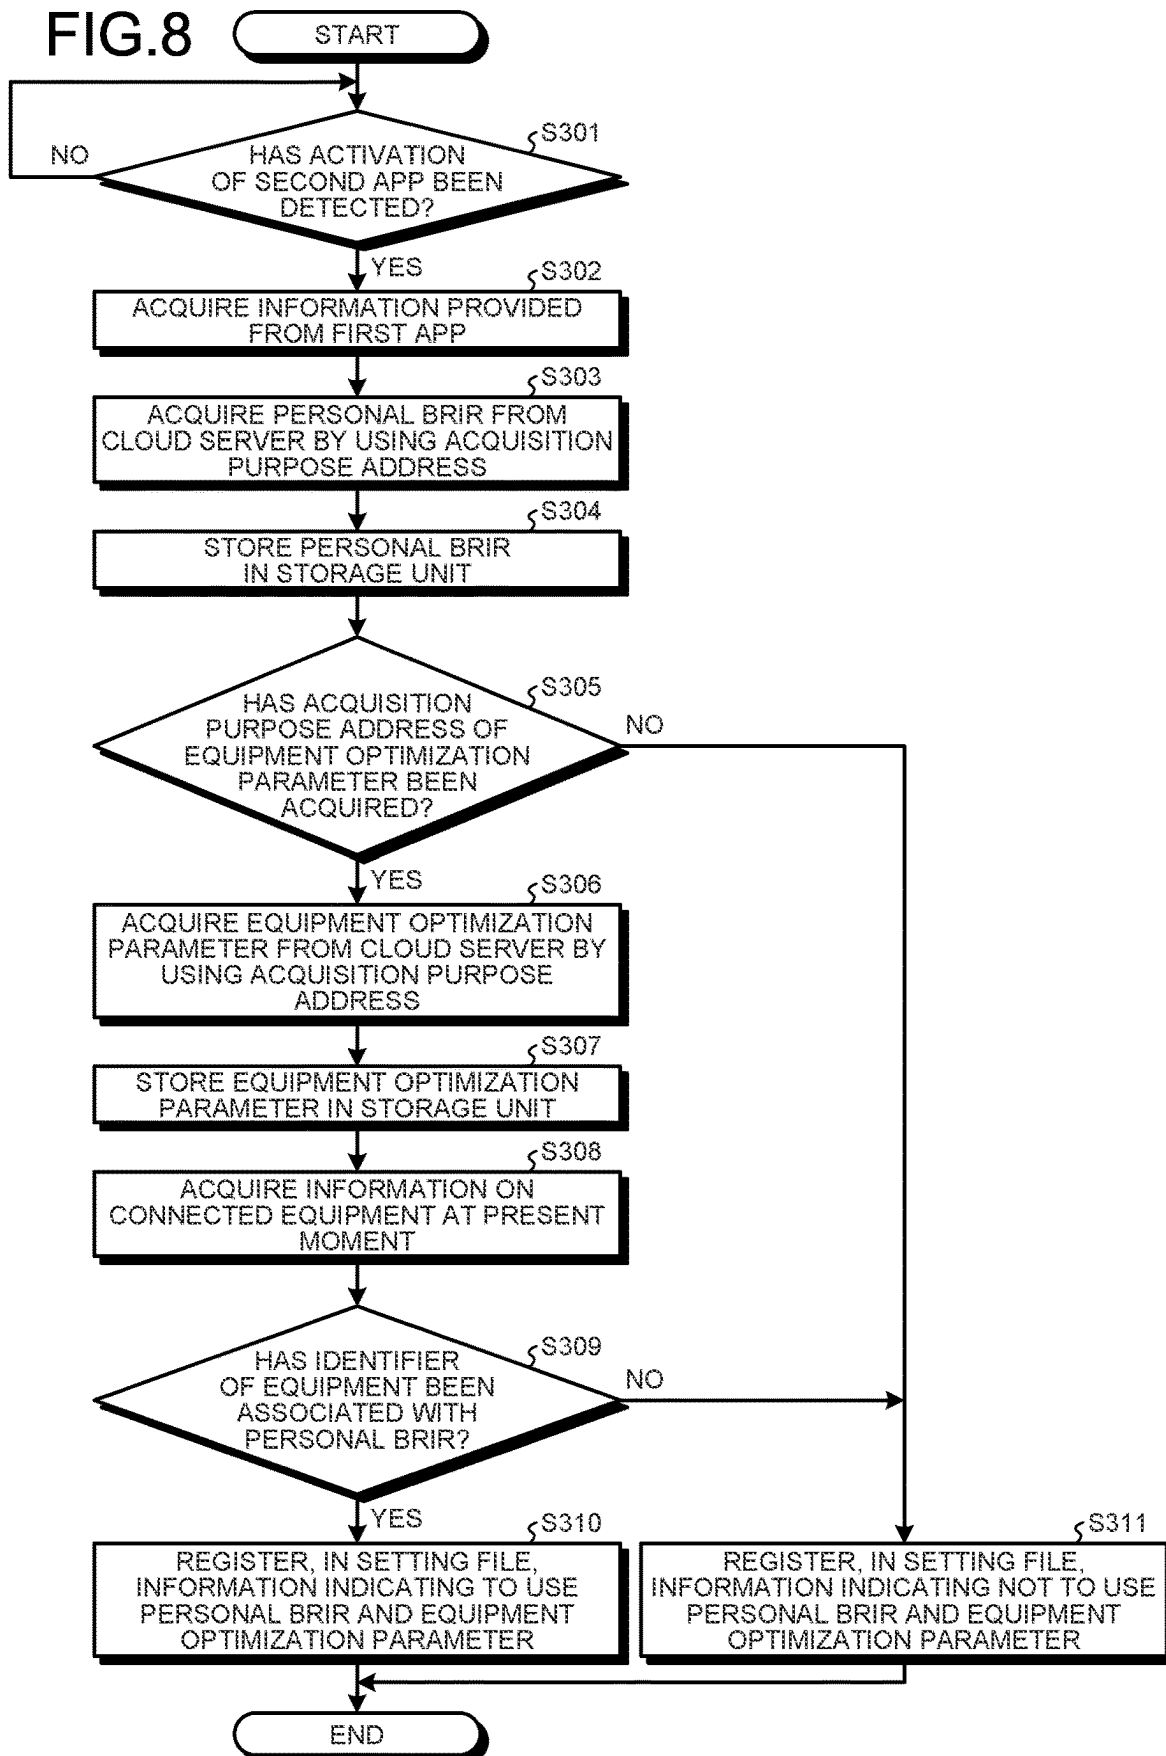 FIG.8
START
S301
NO
HAS ACTIVATION
OF SECOND APP BEEN
DETECTED?
YES
S302
ACQUIRE INFORMATION PROVIDED
FROM FIRST APP
S303
ACQUIRE PERSONAL BRIR FROM
CLOUD SERVER BY USING ACQUISITION
PURPOSE ADDRESS
S304
STORE PERSONAL BRIR
IN STORAGE UNIT
S305
HAS ACQUISITION
PURPOSE ADDRESS OF
EQUIPMENT OPTIMIZATION
PARAMETER BEEN
ACQUIRED?
NO
YES
S306
ACQUIRE EQUIPMENT OPTIMIZATION
PARAMETER FROM CLOUD SERVER BY
USING ACQUISITION PURPOSE
ADDRESS
S307
STORE EQUIPMENT OPTIMIZATION
PARAMETER IN STORAGE UNIT
S308
ACQUIRE INFORMATION ON
CONNECTED EQUIPMENT AT PRESENT
MOMENT
S309
HAS IDENTIFIER
OF EQUIPMENT BEEN
ASSOCIATED WITH
PERSONAL BRIR?
NO
YES
S310
REGISTER, IN SETTING FILE,
INFORMATION INDICATING TO USE
PERSONAL BRIR AND EQUIPMENT
OPTIMIZATION PARAMETER
S311
REGISTER, IN SETTING FILE,
INFORMATION INDICATING NOT TO USE
PERSONAL BRIR AND EQUIPMENT
OPTIMIZATION PARAMETER
END